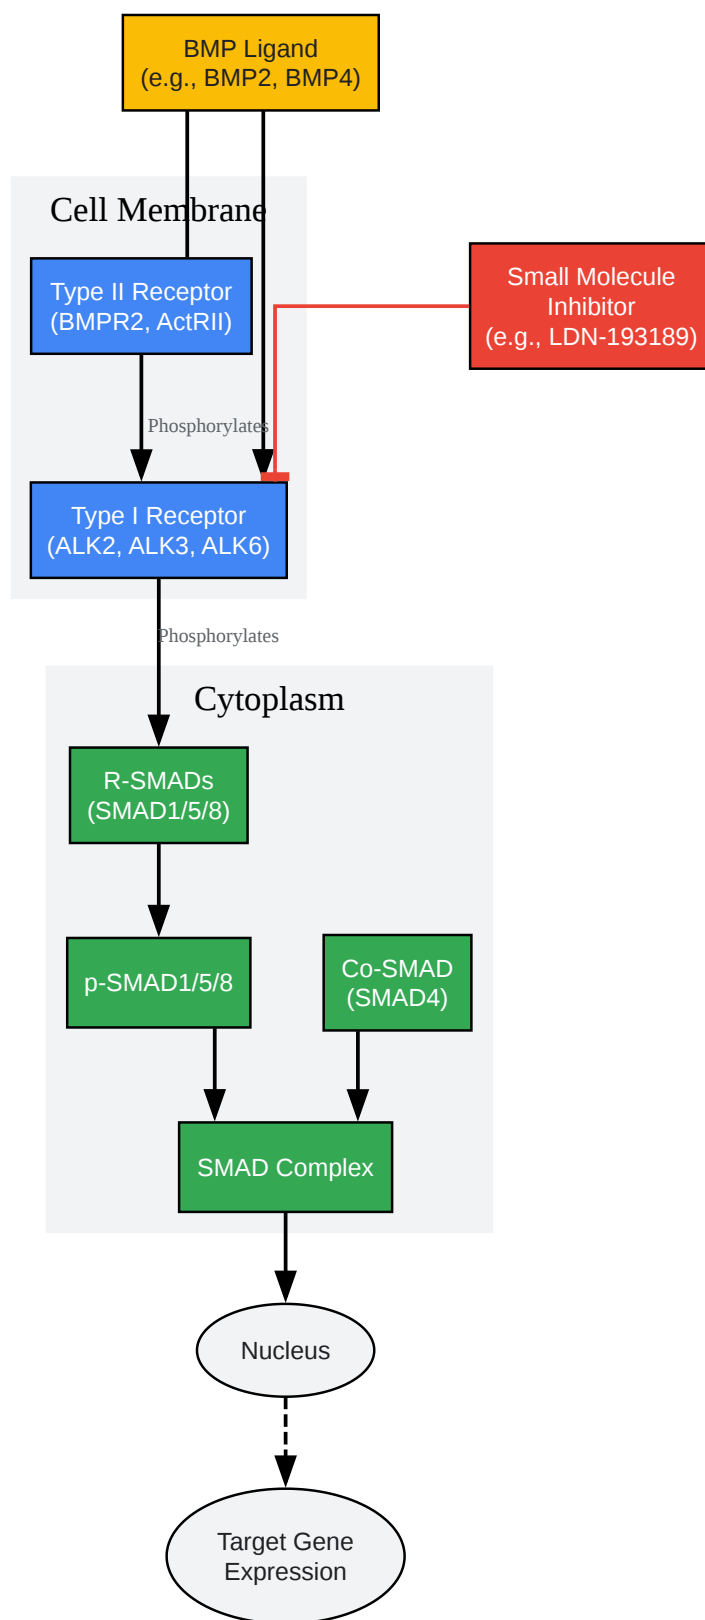 BMP Ligand
(e.g., BMP2, BMP4)
Cell Membrane
Type II Receptor
(BMPR2, ActRII)
Small Molecule
Inhibitor
(e.g., LDN-193189)
Phosphorylates
Type I Receptor
(ALK2, ALK3, ALK6)
Phosphorylates
Cytoplasm
R-SMADs
(SMAD1/5/8)
p-SMAD1/5/8
Co-SMAD
(SMAD4)
SMAD Complex
Nucleus
Target Gene
Expression